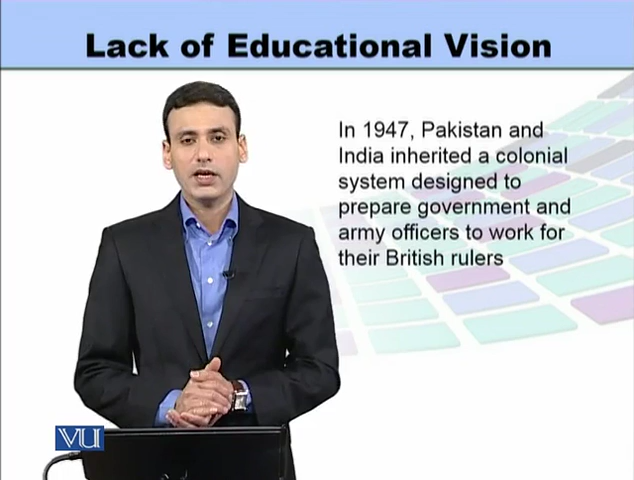 Lack of Educational Vision
In 1947, Pakistan and
India inherited a colonial
system designed to
prepare government and
army officers to work for
their British rulers
VU